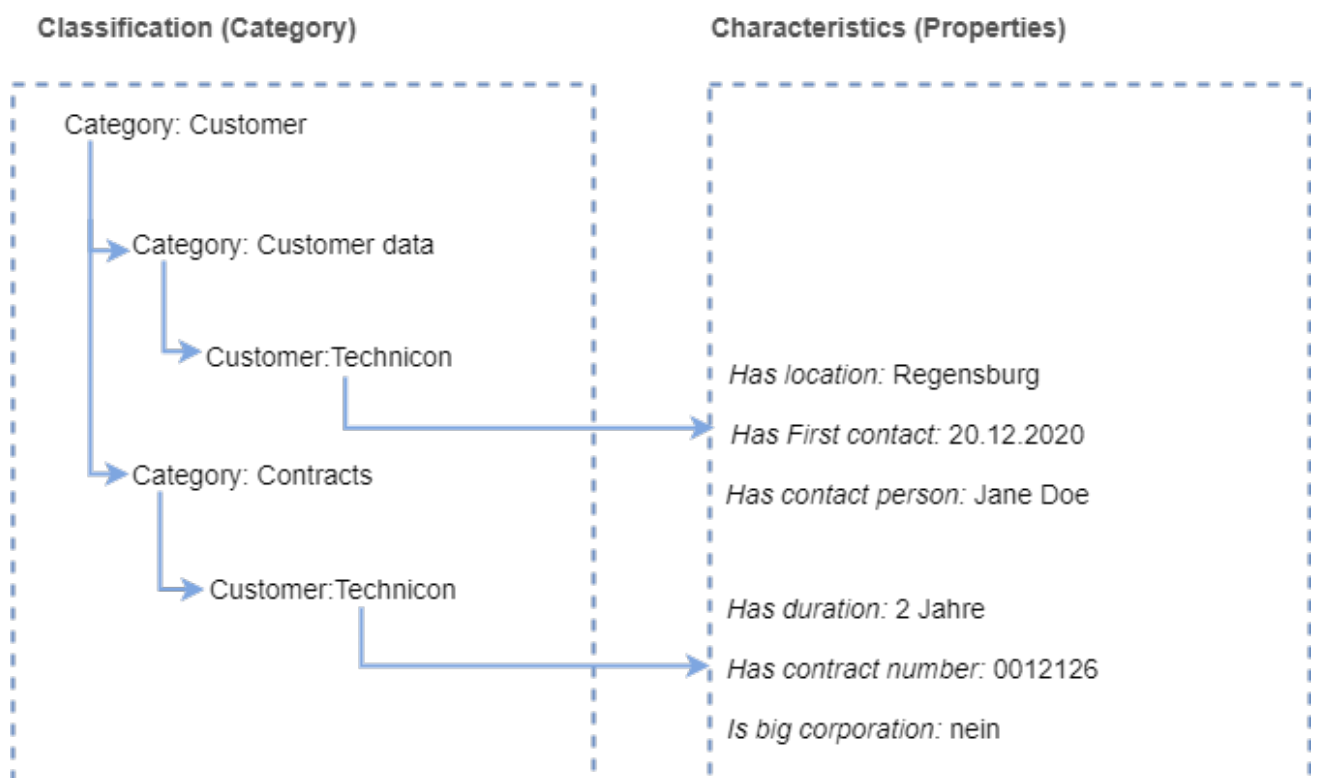 Classification (Category)
Characteristics (Properties)
Category: Customer
Category: Customer data
Customer:Technicon
Category: Contracts
Customer:Technicon
Has location: Regensburg
Has First contact: 20.12.2020
Has contact person: Jane Doe
Has duration: 2 Jahre
Has contract number: 0012126
Is big corporation: nein